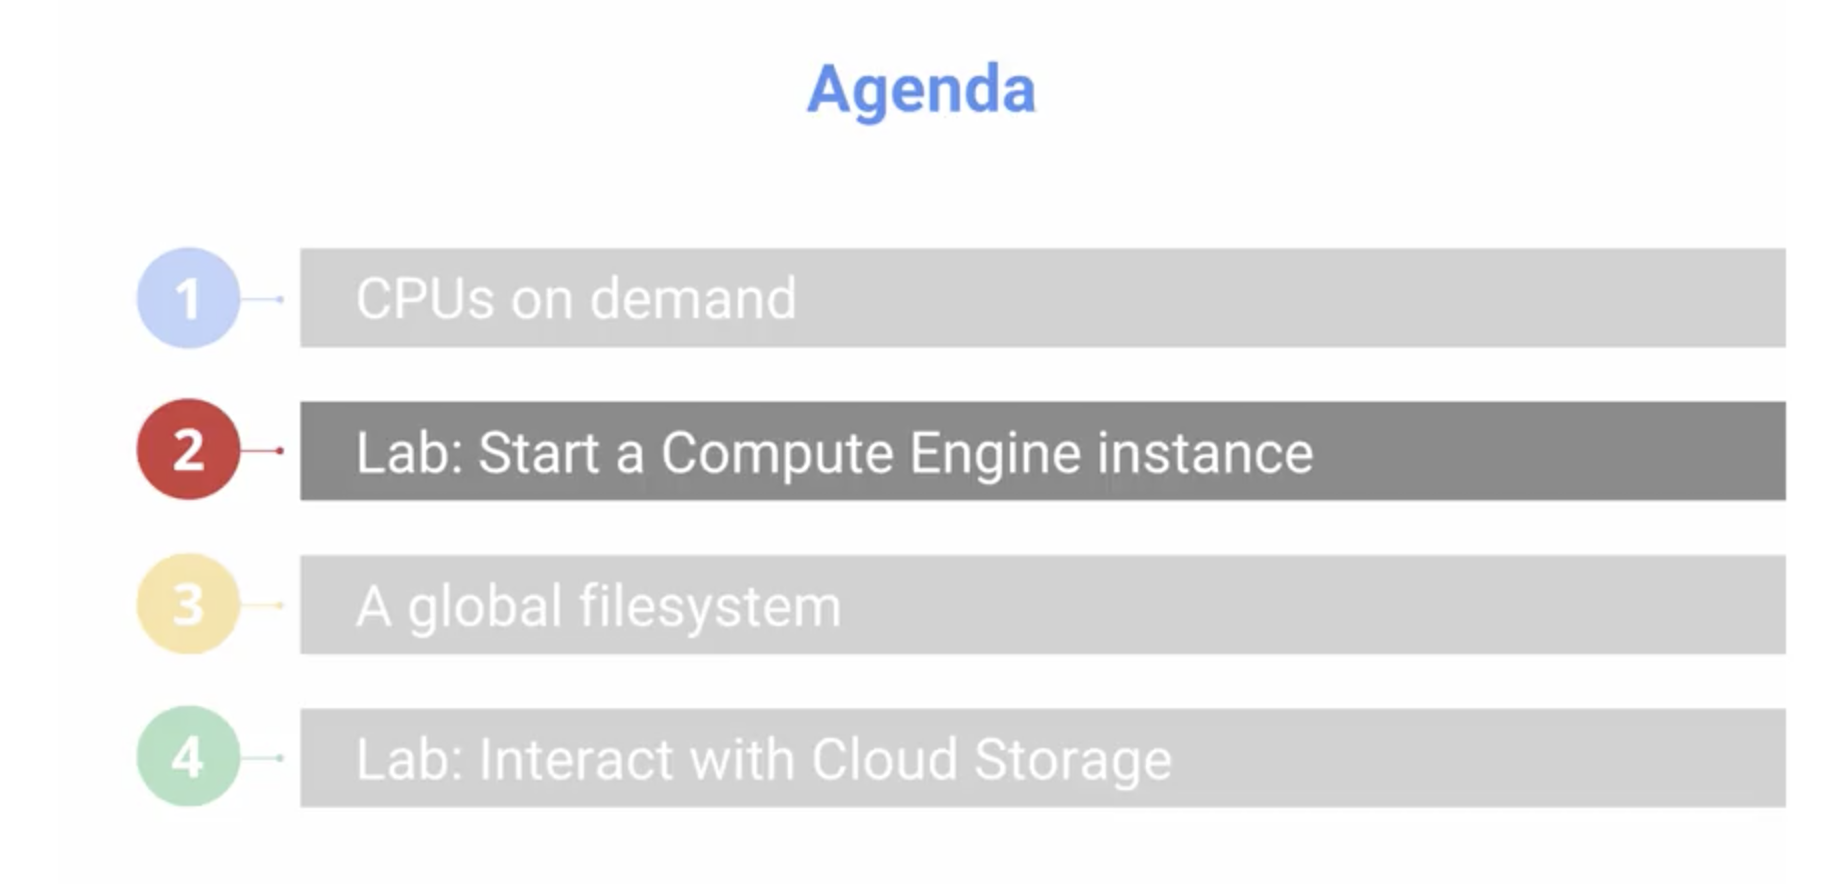 Agenda
1 CPUs on demand
2 Lab: Start a Compute Engine instance
3 A global filesystem
4 Lab: Interact with Cloud Storage